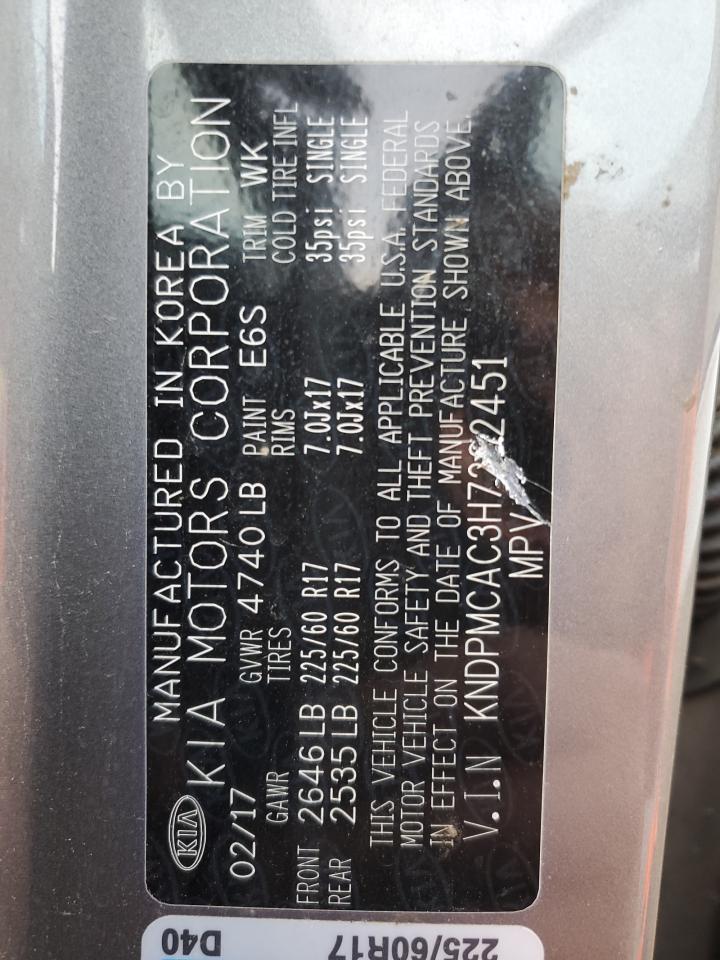 KIA
MANUFACTURED IN KOREA BY
KIA MOTORS CORPORATION
02/17 GVWR 4740 LB PAINT E6S TRIM WK
GAWR TIRES RIMS COLD TIRE INFL
FRONT 2646 LB 225/60 R17 7.0Jx17 35psi SINGLE
REAR 2535 LB 225/60 R17 7.0Jx17 35psi SINGLE
THIS VEHICLE CONFORMS TO ALL APPLICABLE U.S.A. FEDERAL
MOTOR VEHICLE SAFETY AND THEFT PREVENTION STANDARDS
IN EFFECT ON THE DATE OF MANUFACTURE SHOWN ABOVE.
V.I.N
MPV
D40
225/60R17